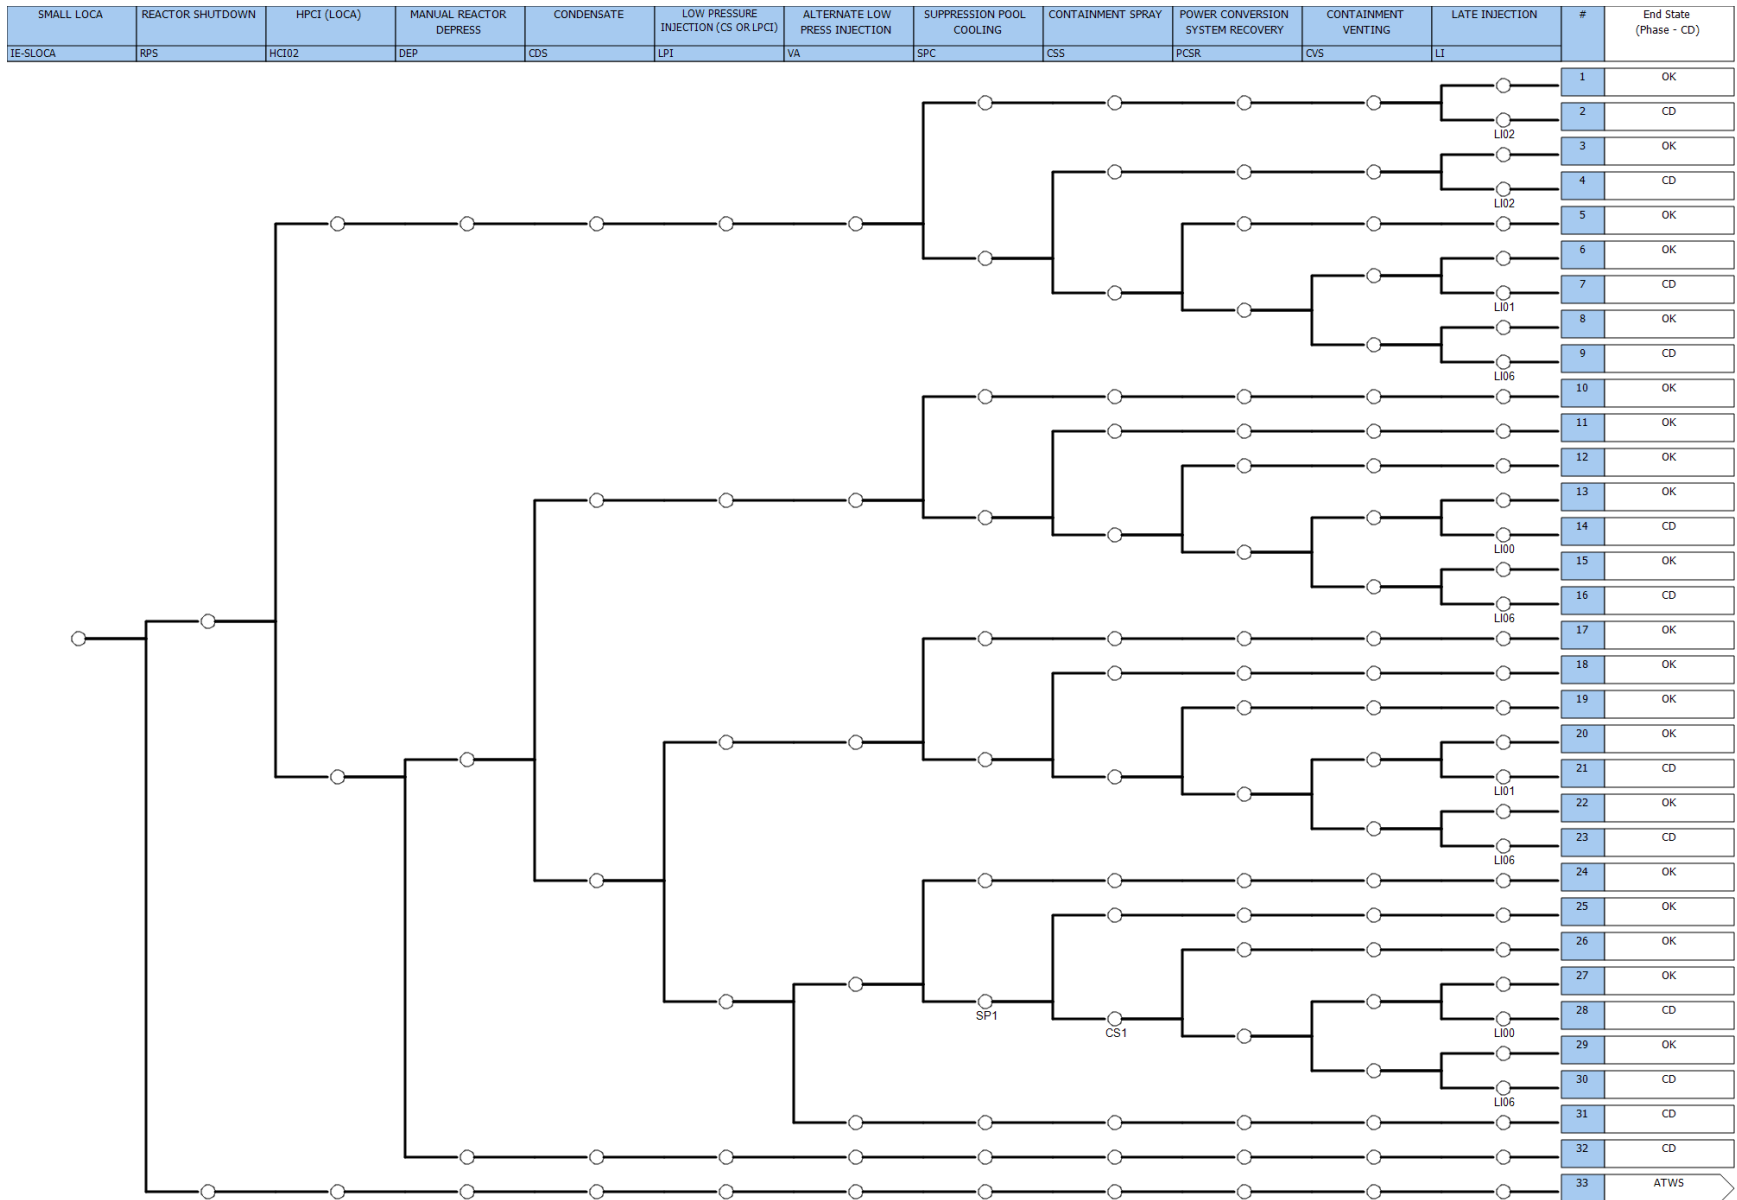 SMALL LOCA
REACTOR SHUTDOWN
HPCI (LOCA)
MANUAL REACTOR
DEPRESS
CONDENSATE
LOW PRESSURE
INJECTION (CS OR LPCI)
ALTERNATE LOW
PRESS INJECTION
SUPPRESSION POOL
COOLING
CONTAINMENT SPRAY
POWER CONVERSION
SYSTEM RECOVERY
CONTAINMENT
VENTING
LATE INJECTION
#
End State
(Phase - CD)
IE-SLOCA
RPS
HCI02
DEP
CDS
LPI
VA
SPC
CSS
PCSR
CVS
LI
1 OK
2 CD
LI02
3 OK
4 CD
LI02
5 OK
6 OK
7 CD
LI01
8 OK
9 CD
LI06
10 OK
11 OK
12 OK
13 OK
14 CD
LI00
15 OK
16 CD
LI06
17 OK
18 OK
19 OK
20 OK
21 CD
LI01
22 OK
23 CD
LI06
24 OK
25 OK
26 OK
27 OK
SP1
28 CD
CS1
LI00
29 OK
30 CD
LI06
31 CD
32 CD
33 ATWS